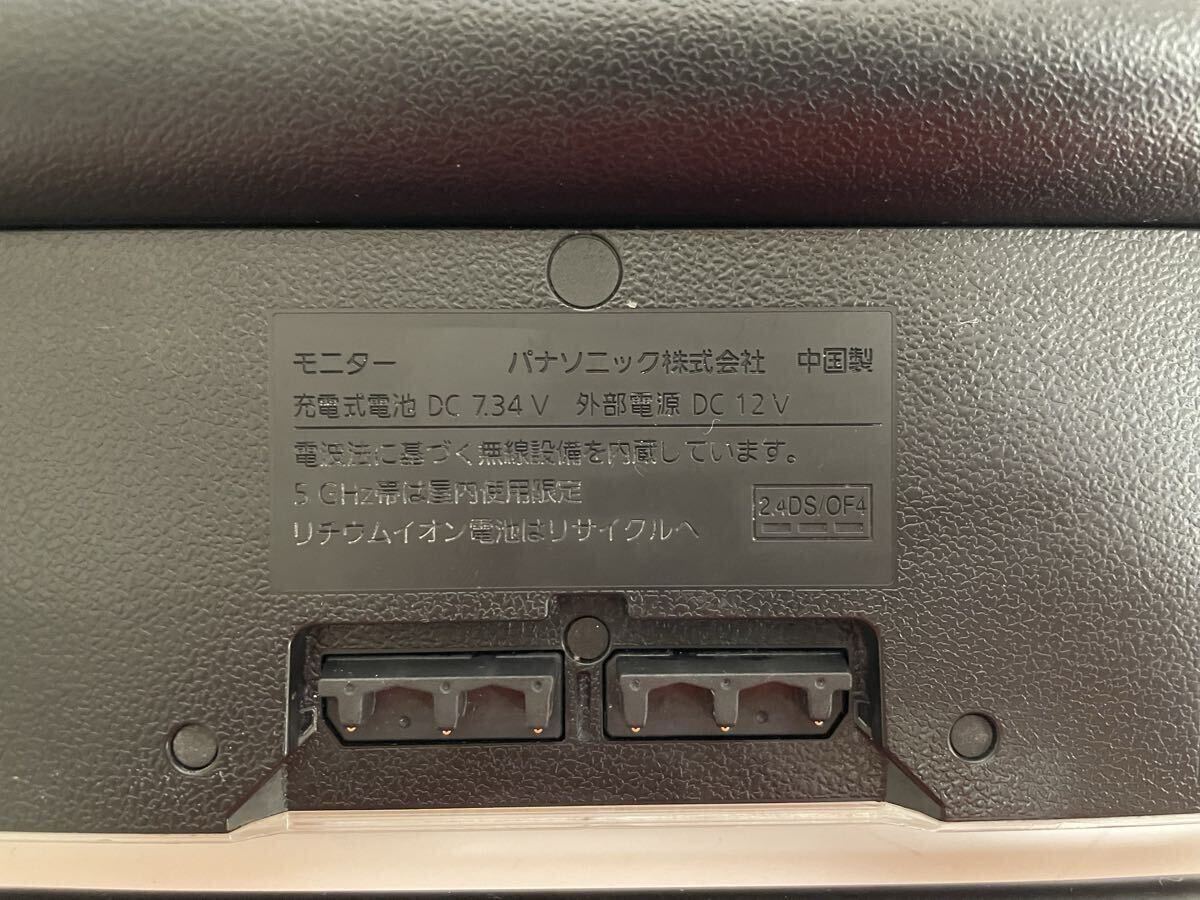 モニター パナソニック株式会社 中国製
充電式電池 DC 7.34 V 外部電源 DC 12 V
電波法に基づく無線設備を内蔵しています。
5 GHz帯は屋内使用限定
2.4DS/OF4
リチウムイオン電池はリサイクルへ